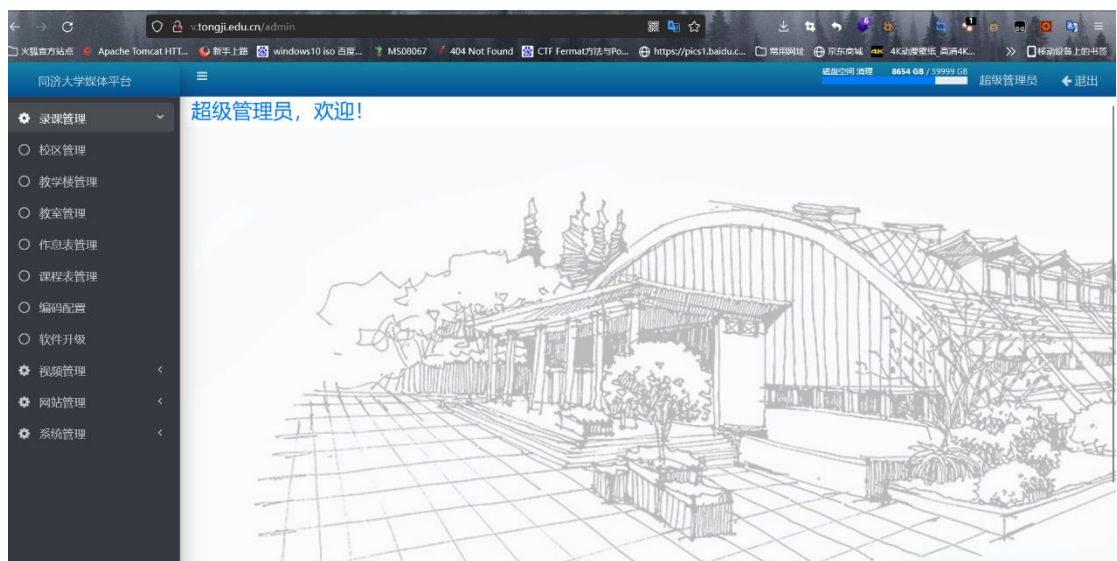 v.tongji.edu.cn/admin
火狐官方站点 Apache Tomcat HTT... 新手上路 windows10 iso 百度... MS08067 404 Not Found CTF Fermat方法与Po... https://pics1.baidu.c... 常用网址 京东商城 4K动漫壁纸_高清4K... 移动设备上的书签
同济大学媒体平台
磁盘空间 清理 8654 GB / 39999 GB 超级管理员 退出
录课管理
超级管理员，欢迎！
校区管理
教学楼管理
教室管理
作息表管理
课程表管理
编码配置
软件升级
视频管理
网站管理
系统管理